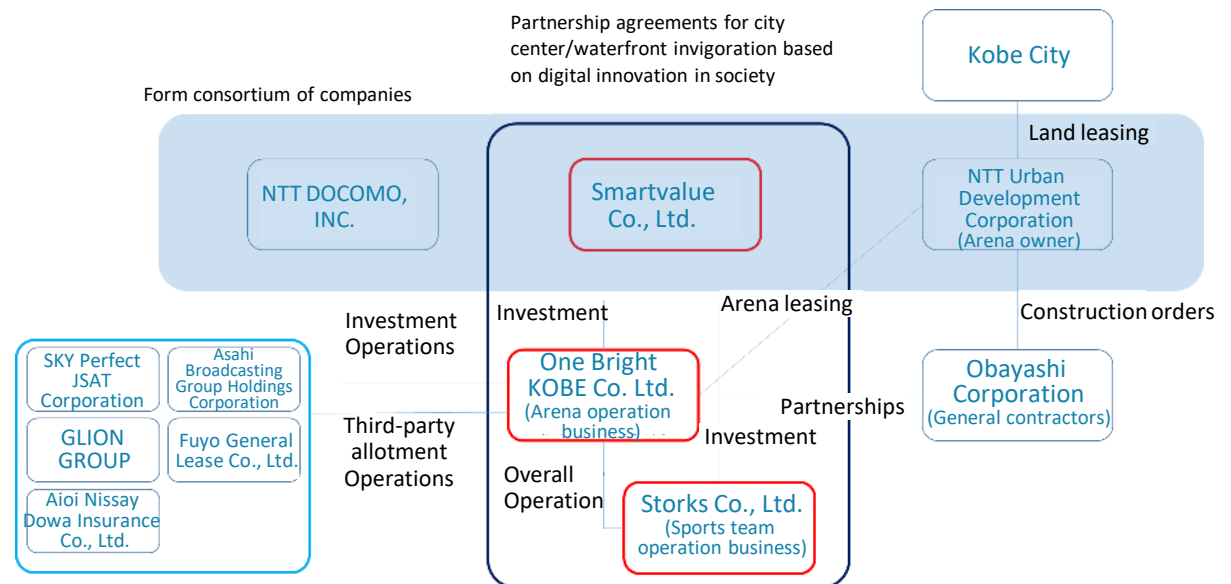 Partnership agreements for city
center/waterfront invigoration based
on digital innovation in society
Kobe City
Form consortium of companies
Land leasing
NTT DOCOMO,
INC.
Smartvalue
Co., Ltd.
NTT Urban
Development
Corporation
(Arena owner)
Investment
Operations
Investment
Arena leasing
Construction orders
SKY Perfect
JSAT
Corporation
Asahi
Broadcasting
Group Holdings
Corporation
GLION
GROUP
Fuyo General
Lease Co., Ltd.
Aioi Nissay
Dowa Insurance
Co., Ltd.
Third-party
allotment
Operations
One Bright
KOBE Co. Ltd.
(Arena operation
business)
Partnerships
Investment
Obayashi
Corporation
(General contractors)
Overall
Operation
Storks Co., Ltd.
(Sports team
operation business)